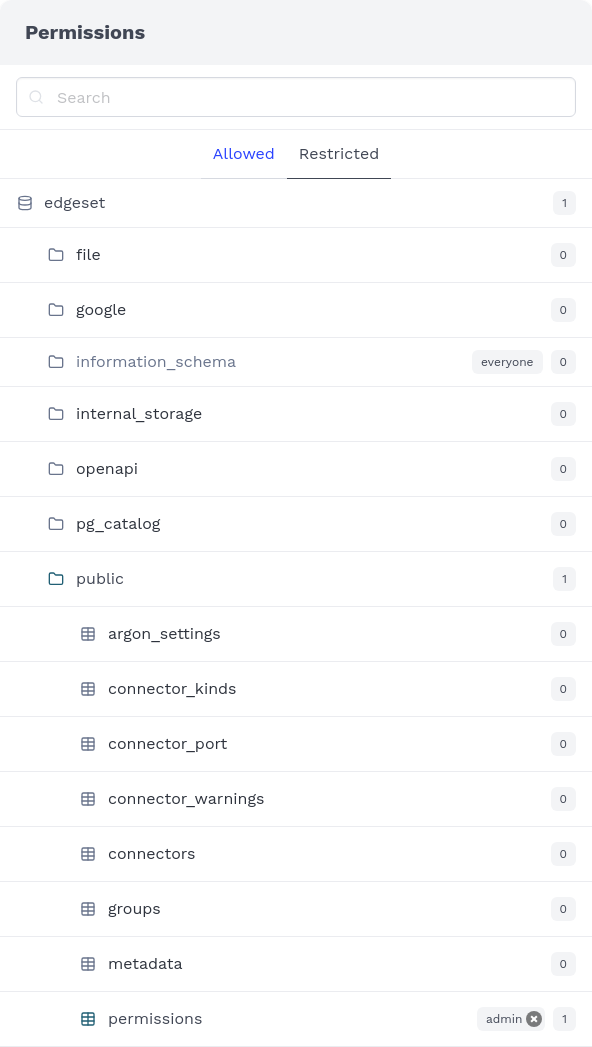 Permissions
Search
Allowed Restricted
edgeset 1
file 0
google 0
information_schema everyone 0
internal_storage 0
openapi 0
pg_catalog 0
public 1
argon_settings 0
connector_kinds 0
connector_port 0
connector_warnings 0
connectors 0
groups 0
metadata 0
permissions admin 1